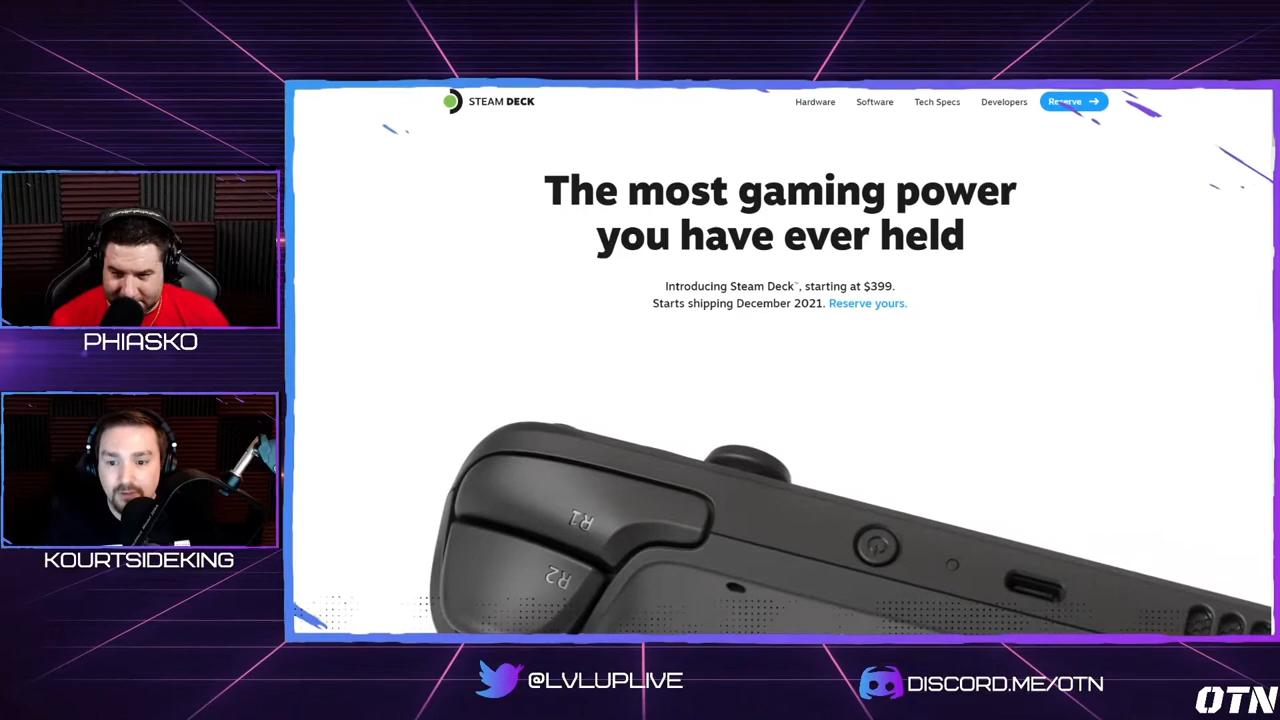 STEAM DECK
Hardware
Software
Tech Specs
Developers
Reserve
The most gaming power
you have ever held
Introducing Steam Deck™, starting at $399.
Starts shipping December 2021. Reserve yours.
R1
R2
PHIASKO
KOURTSIDEKING
@LVLUPLIVE
DISCORD.ME/OTN
OTN